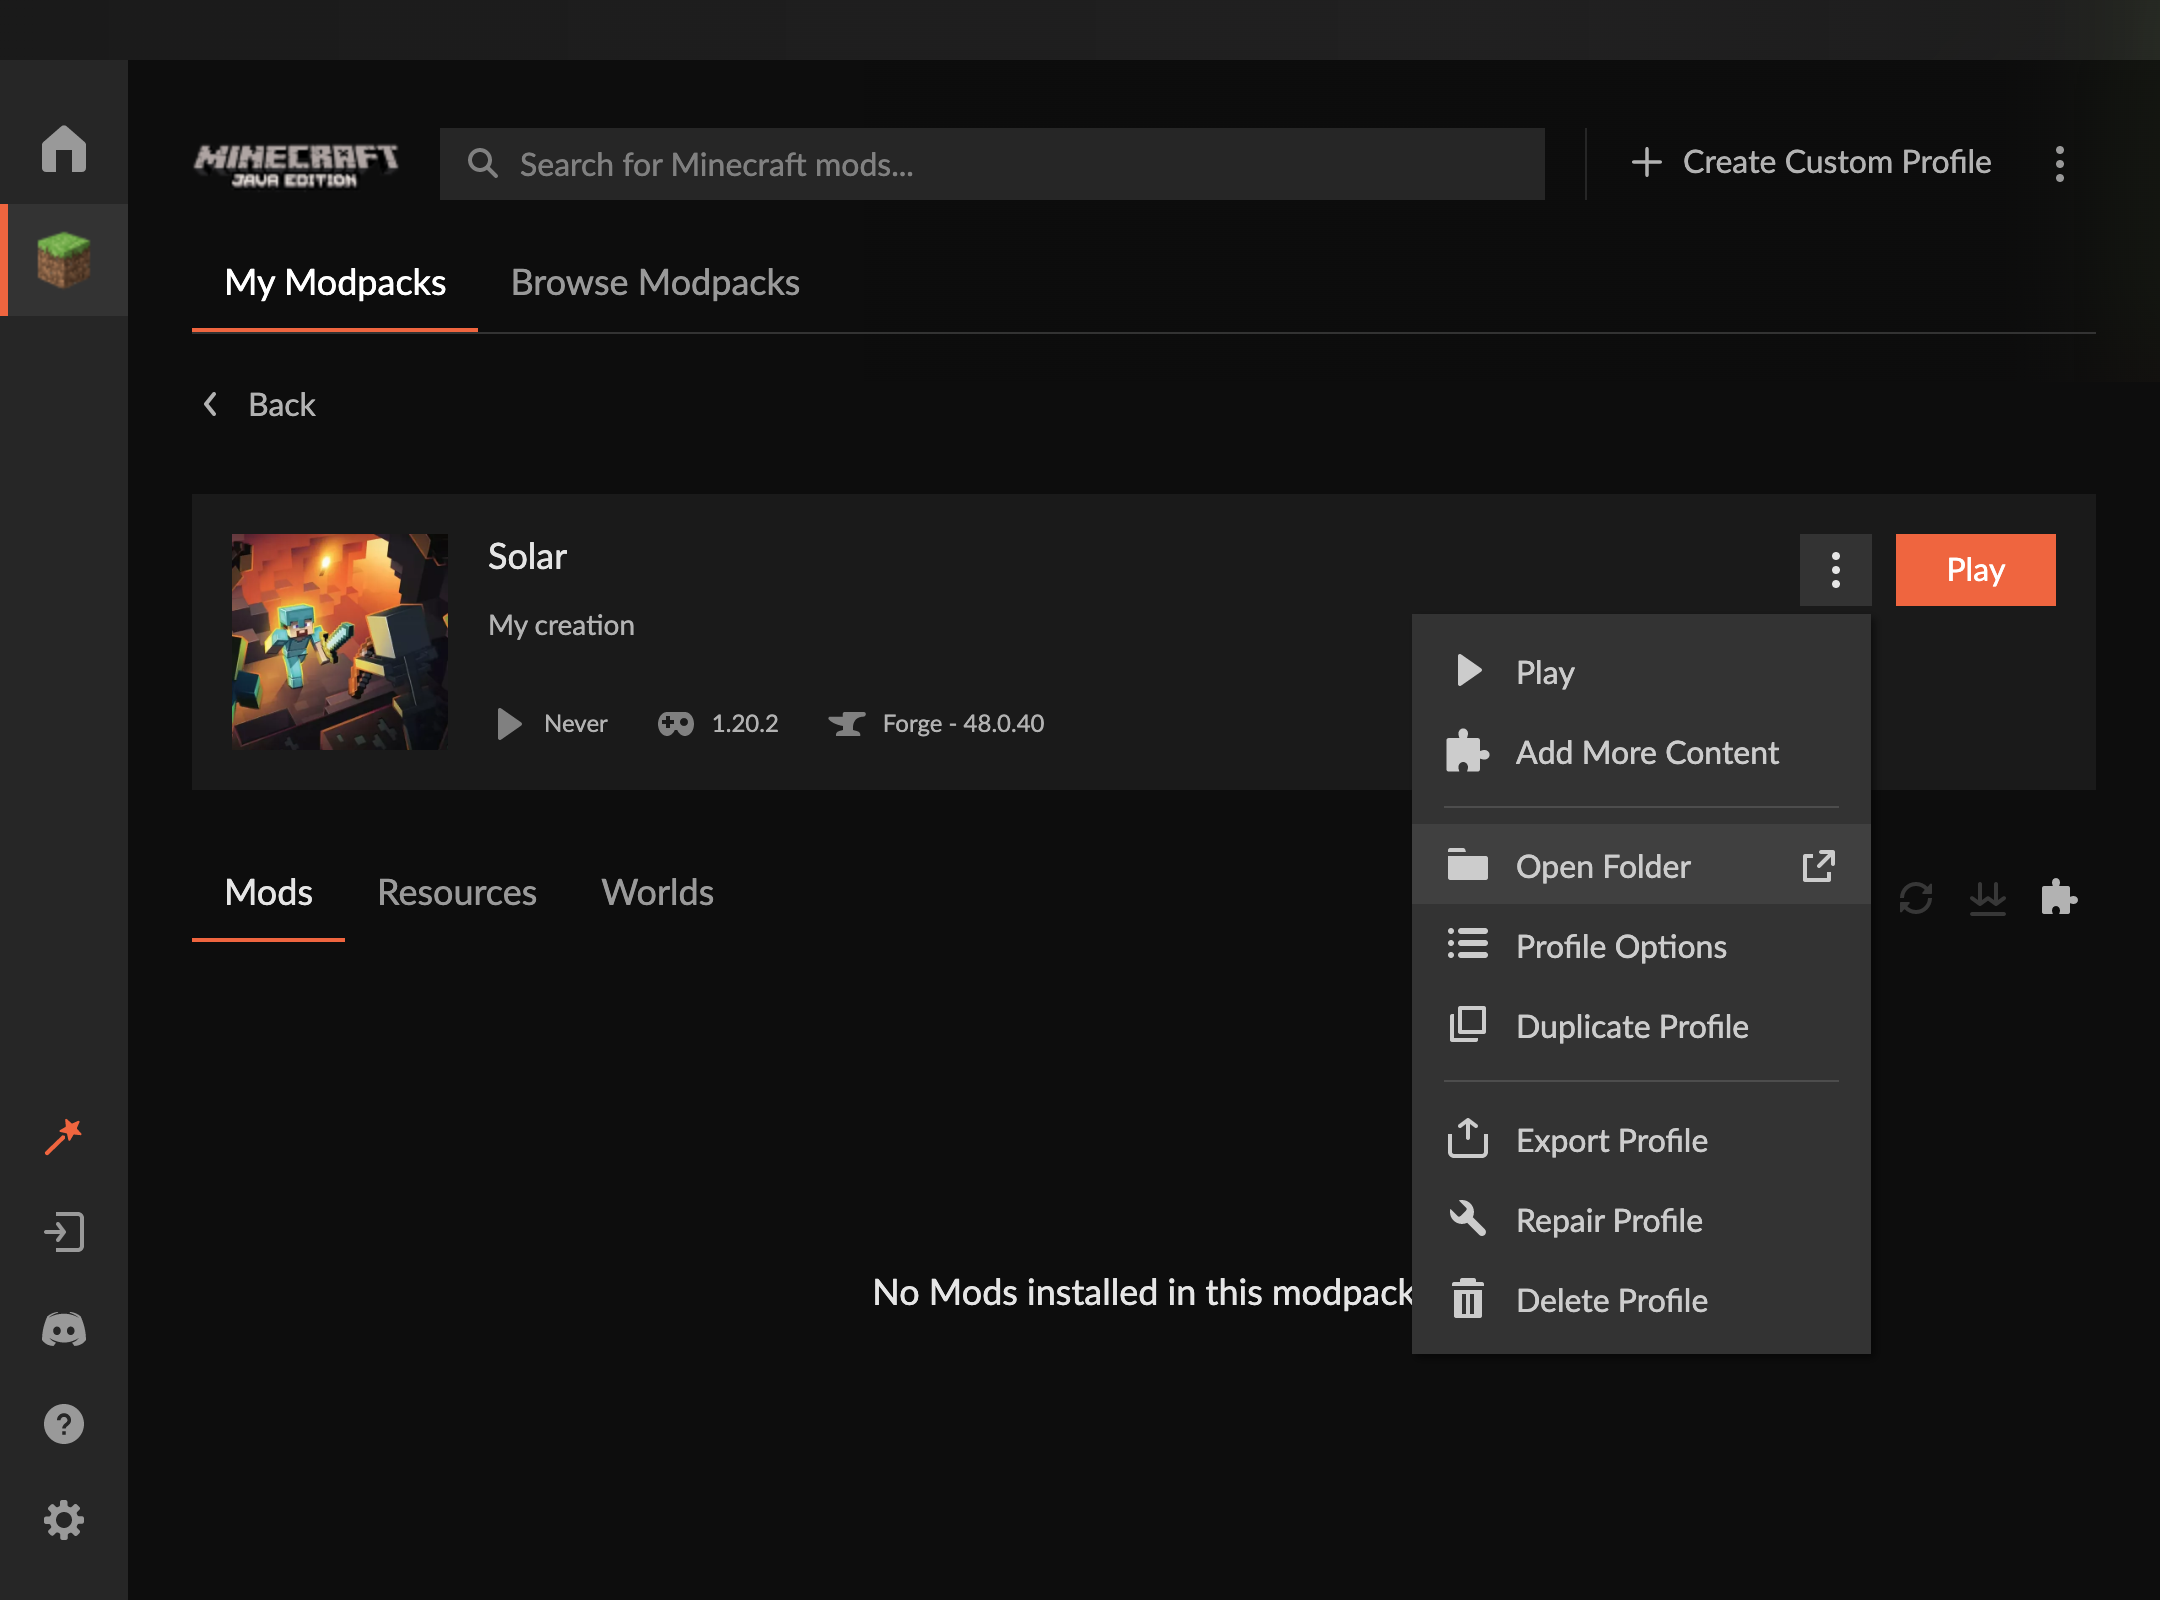 MINECRAFT
JAVA EDITION
Search for Minecraft mods...
Create Custom Profile
My Modpacks
Browse Modpacks
Back
Solar
Play
My creation
Never
1.20.2
Forge - 48.0.40
Play
Add More Content
Open Folder
Profile Options
Duplicate Profile
Export Profile
Repair Profile
Delete Profile
Mods
Resources
Worlds
No Mods installed in this modpack